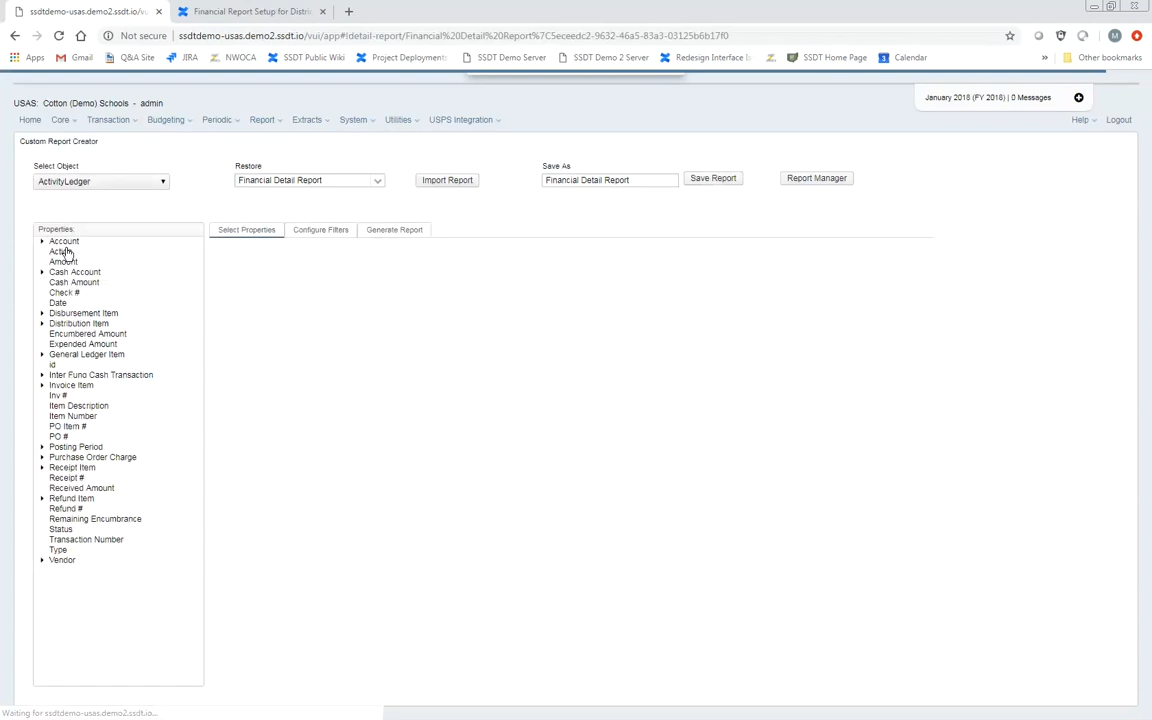 ssdtdemo-usas.demo2.ssdt.io/vu
Financial Report Setup for Distri
Not secure
ssdtdemo-usas.demo2.ssdt.io/vui/app#!detail-report/Financial%20Detail%20Report%7C5eceedc2-9632-46a5-83a3-03125b6b17f0
M
Apps
Gmail
Q&A Site
JIRA
NWOCA
SSDT Public Wiki
Project Deployments
SSDT Demo Server
SSDT Demo 2 Server
Redesign Interface Is
SSDT Home Page
Calendar
»
Other bookmarks
USAS: Cotton (Demo) Schools - admin
January 2018 (FY 2018) | 0 Messages
Home
Core
Transaction
Budgeting
Periodic
Report
Extracts
System
Utilities
USPS Integration
Help
Logout
Custom Report Creator
Select Object
Restore
Save As
ActivityLedger
Financial Detail Report
Import Report
Financial Detail Report
Save Report
Report Manager
Properties:
Select Properties
Configure Filters
Generate Report
Account
Amount
Cash Account
Cash Amount
Check #
Date
Disbursement Item
Distribution Item
Encumbered Amount
Expended Amount
General Ledger Item
id
Inter Fund Cash Transaction
Invoice Item
Inv #
Item Description
Item Number
PO Item #
PO #
Posting Period
Purchase Order Charge
Receipt Item
Receipt #
Received Amount
Refund Item
Refund #
Remaining Encumbrance
Status
Transaction Number
Type
Vendor
Waiting for ssdtdemo-usas.demo2.ssdt.io...